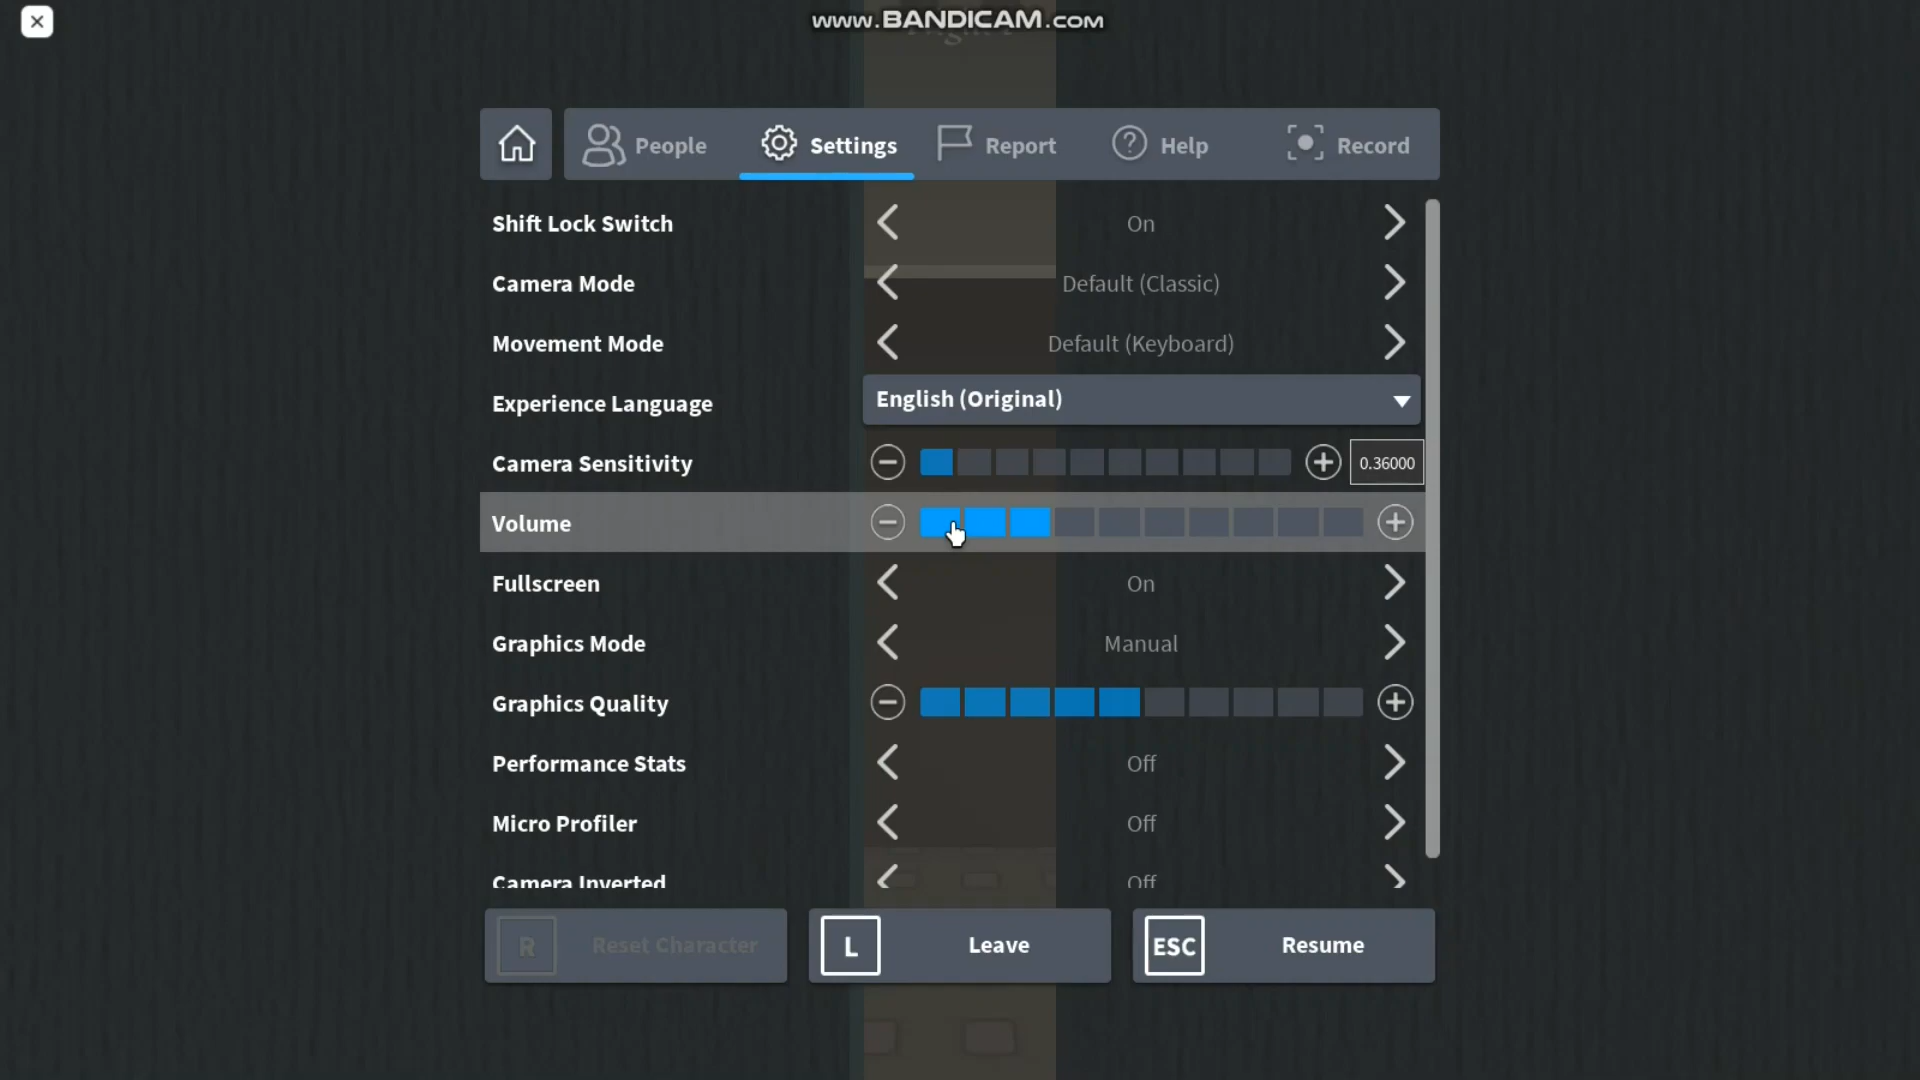 www.BANDICAM.com
People
Settings
Report
Help
Record
Shift Lock Switch
On
Camera Mode
Default (Classic)
Movement Mode
Default (Keyboard)
Experience Language
English (Original)
Camera Sensitivity
0.36000
Volume
Fullscreen
On
Graphics Mode
Manual
Graphics Quality
Performance Stats
Off
Micro Profiler
Off
Camera Inverted
Off
R Reset Character
L Leave
ESC Resume